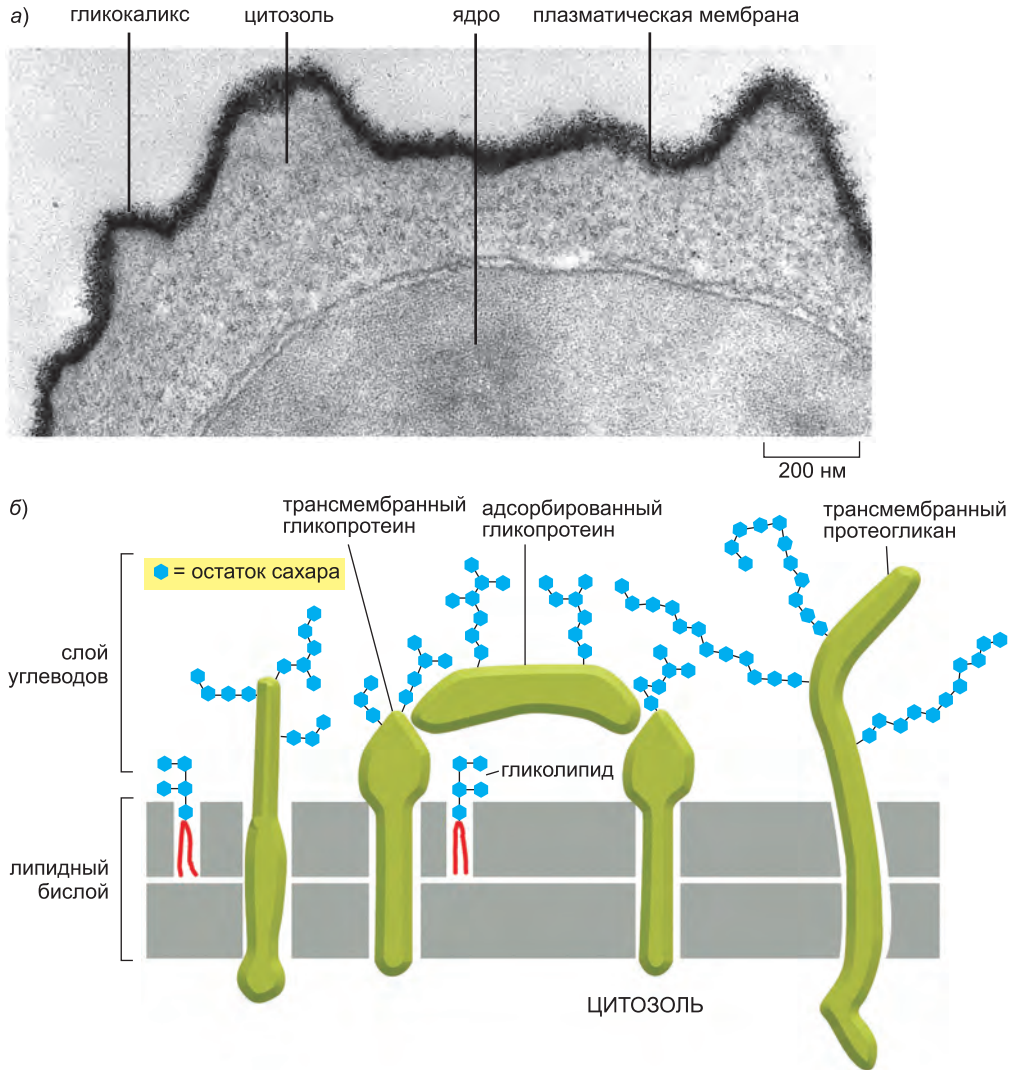 а)
гликокаликс
цитозоль
ядро
плазматическая мембрана
200 нм
б)
трансмембранный
гликопротеин
адсорбированный
гликопротеин
трансмембранный
протеогликан
= остаток сахара
слой
углеводов
гликолипид
липидный
бислой
ЦИТОЗОЛЬ